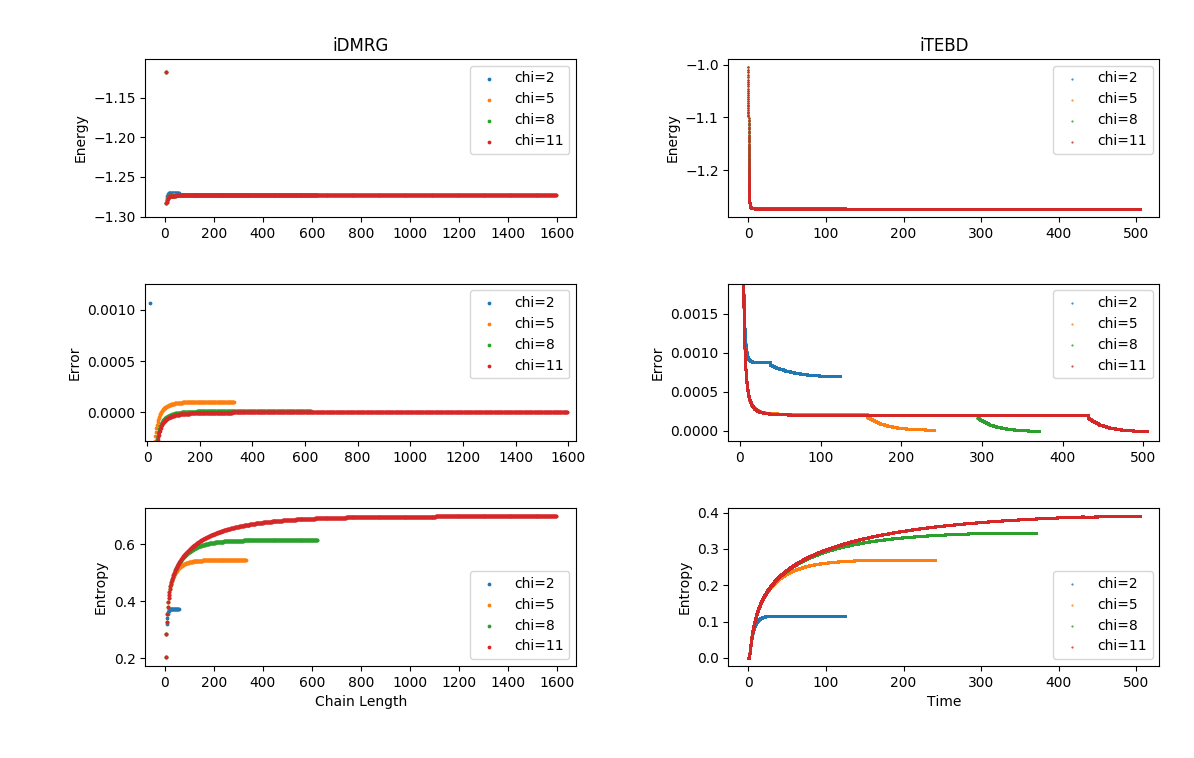 iDMRG
Energy
−1.15
−1.20
−1.25
−1.30
0 200 400 600 800 1000 1200 1400 1600
chi=2
chi=5
chi=8
chi=11
iTEBD
Energy
−1.0
−1.1
−1.2
0 100 200 300 400 500
chi=2
chi=5
chi=8
chi=11
Error
0.0010
0.0005
0.0000
0 200 400 600 800 1000 1200 1400 1600
chi=2
chi=5
chi=8
chi=11
Error
0.0015
0.0010
0.0005
0.0000
0 100 200 300 400 500
chi=2
chi=5
chi=8
chi=11
Entropy
0.6
0.4
0.2
0 200 400 600 800 1000 1200 1400 1600
Chain Length
chi=2
chi=5
chi=8
chi=11
Entropy
0.4
0.3
0.2
0.1
0.0
0 100 200 300 400 500
Time
chi=2
chi=5
chi=8
chi=11